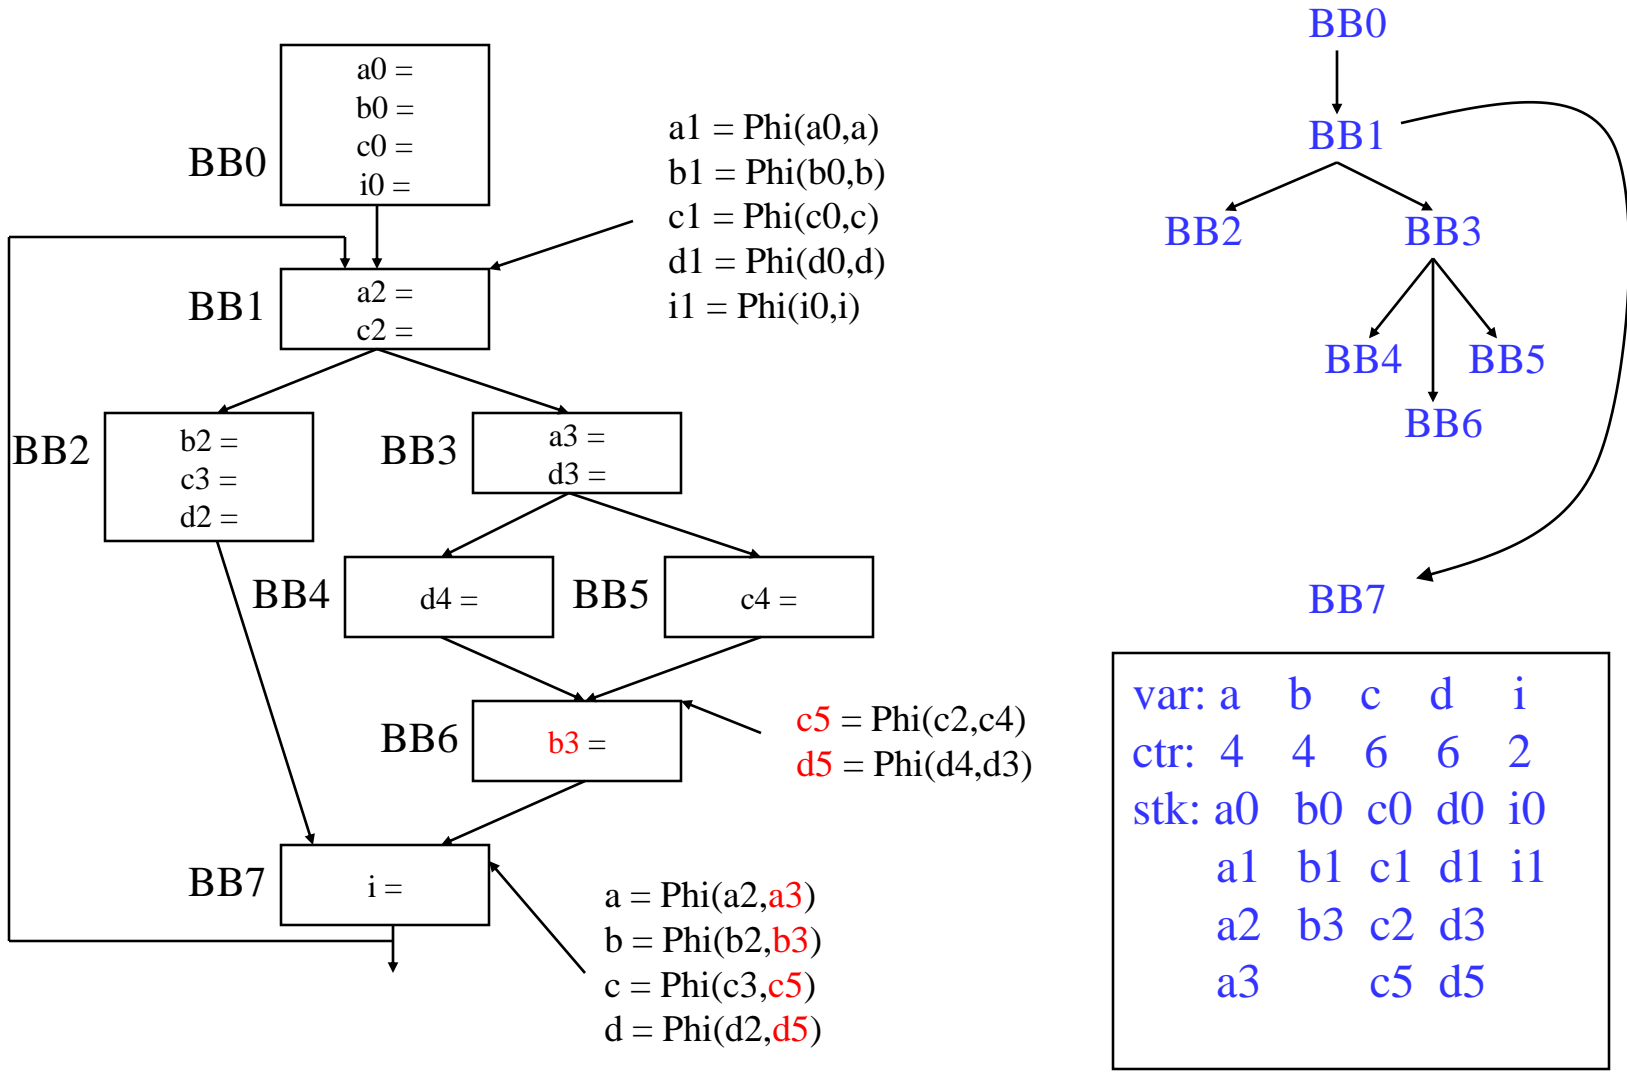 BB0
a0 =
b0 =
c0 =
i0 =
a1 = Phi(a0,a)
b1 = Phi(b0,b)
c1 = Phi(c0,c)
d1 = Phi(d0,d)
i1 = Phi(i0,i)
BB1
a2 =
c2 =
BB2
b2 =
c3 =
d2 =
BB3
a3 =
d3 =
BB4
d4 =
BB5
c4 =
BB6
b3 =
c5 = Phi(c2,c4)
d5 = Phi(d4,d3)
BB7
i =
a = Phi(a2,a3)
b = Phi(b2,b3)
c = Phi(c3,c5)
d = Phi(d2,d5)
BB0
BB1
BB2 BB3
BB4 BB5
BB6
BB7
var: a b c d i
ctr: 4 4 6 6 2
stk: a0 b0 c0 d0 i0
a1 b1 c1 d1 i1
a2 b3 c2 d3
a3 c5 d5